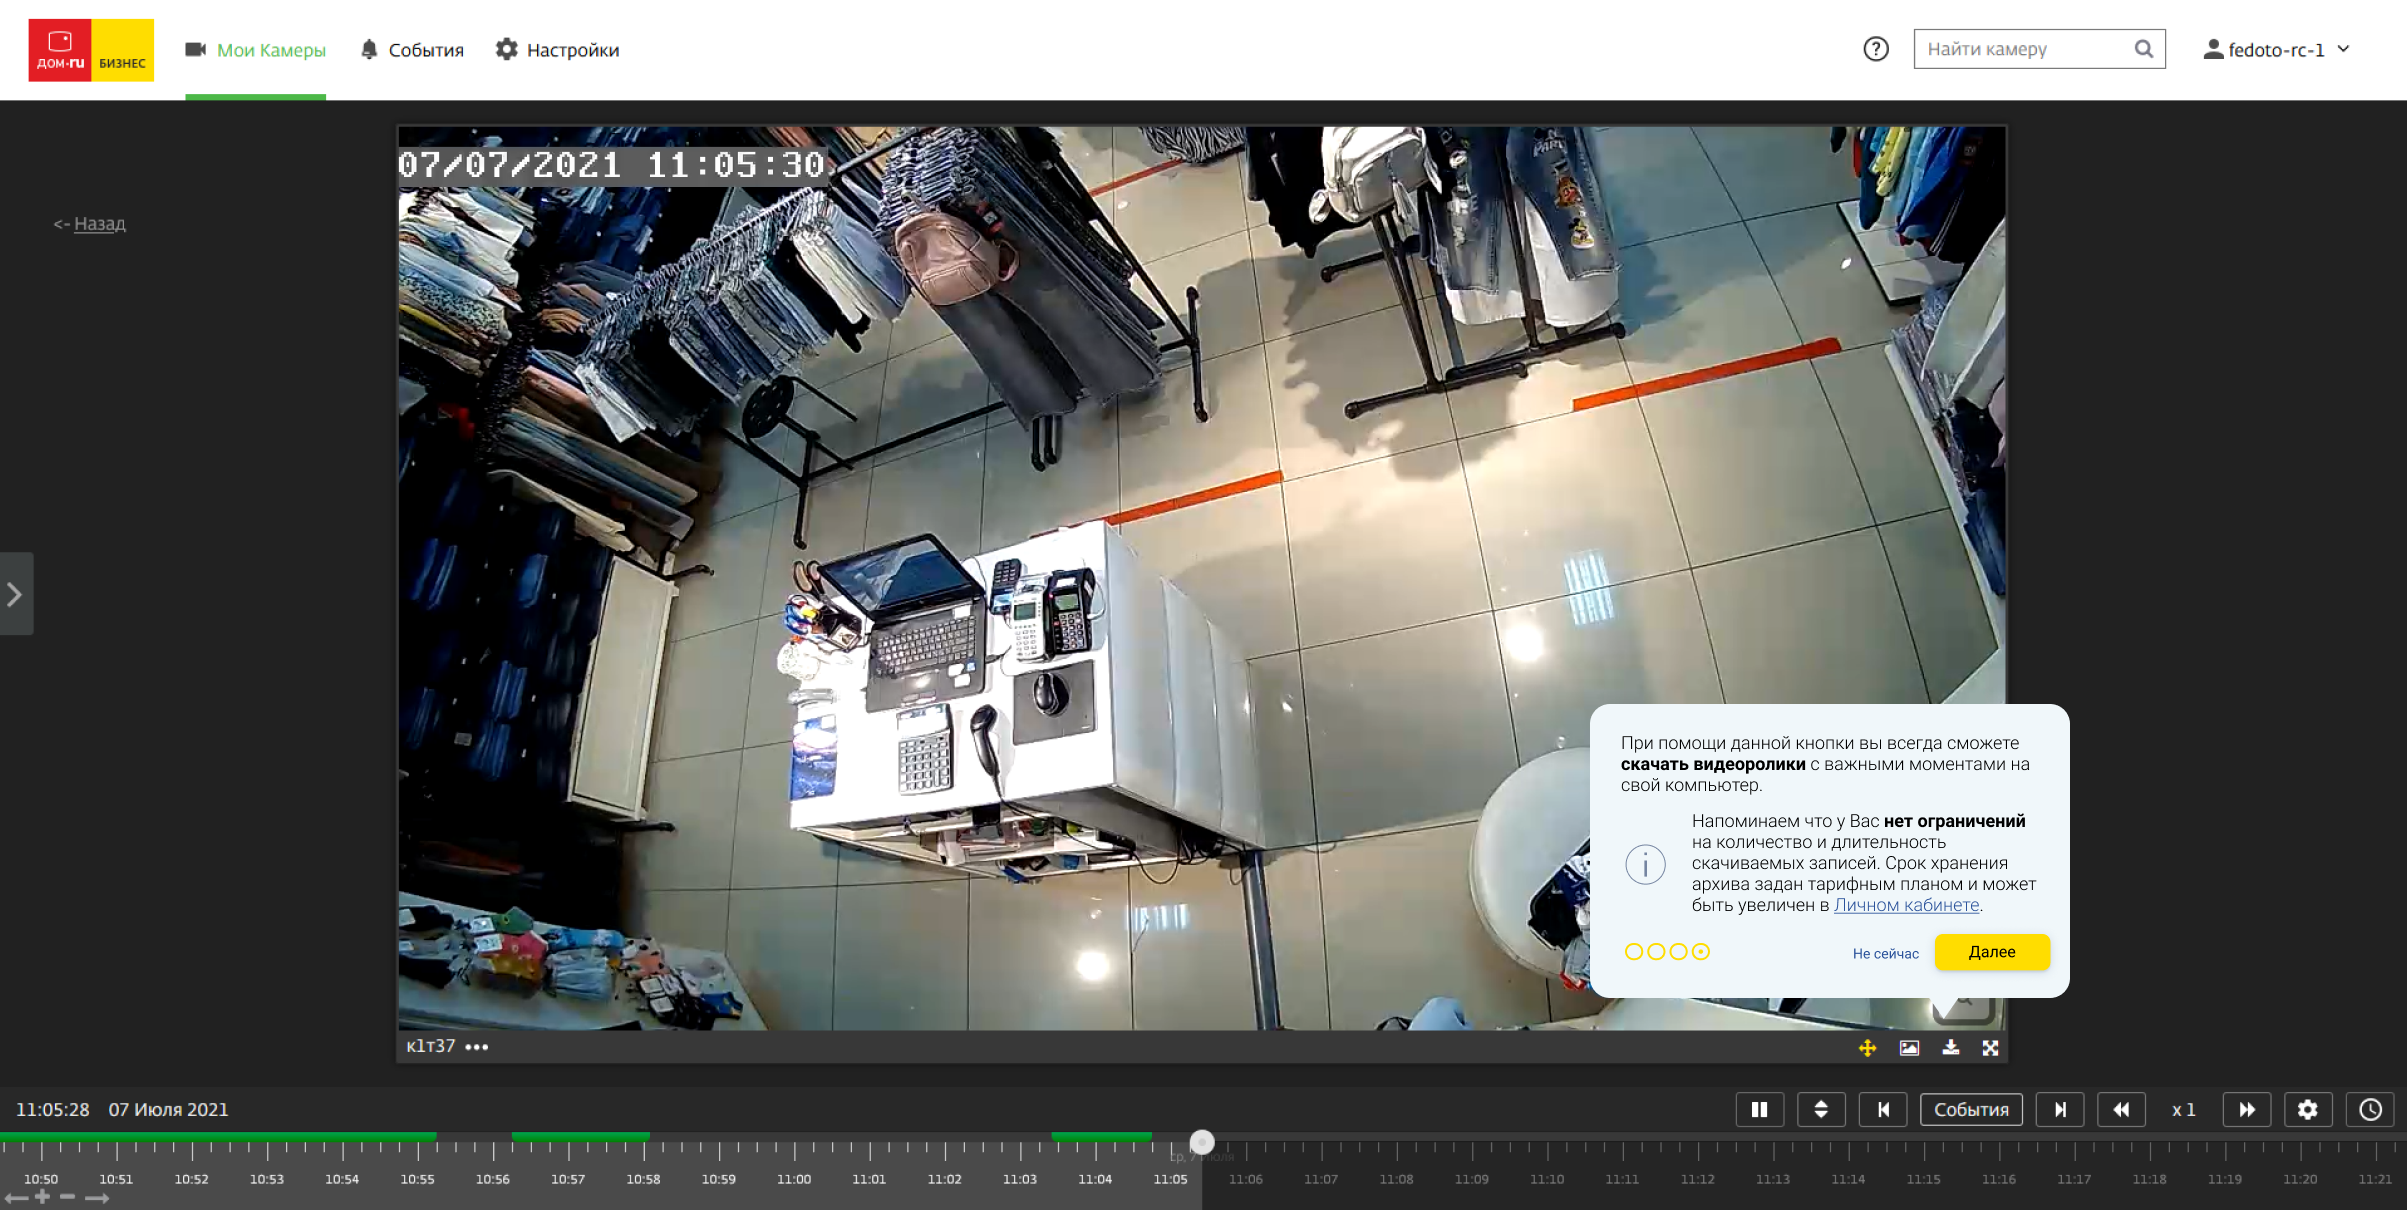 ДОМ-ru БИЗНЕС
Мои Камеры
События
Настройки
?
Найти камеру
fedoto-rc-1
<- Назад
07/07/2021 11:05:30
При помощи данной кнопки вы всегда сможете
скачать видеоролики с важными моментами на
свой компьютер.
Напоминаем что у Вас нет ограничений
на количество и длительность
скачиваемых записей. Срок хранения
архива задан тарифным планом и может
быть увеличен в Личном кабинете.
Не сейчас
Далее
к1т37 •••
11:05:28 07 Июля 2021
События
x 1
10:50 10:51 10:52 10:53 10:54 10:55 10:56 10:57 10:58 10:59 11:00 11:01 11:02 11:03 11:04 11:05 11:06 11:07 11:08 11:09 11:10 11:11 11:12 11:13 11:14 11:15 11:16 11:17 11:18 11:19 11:20 11:21